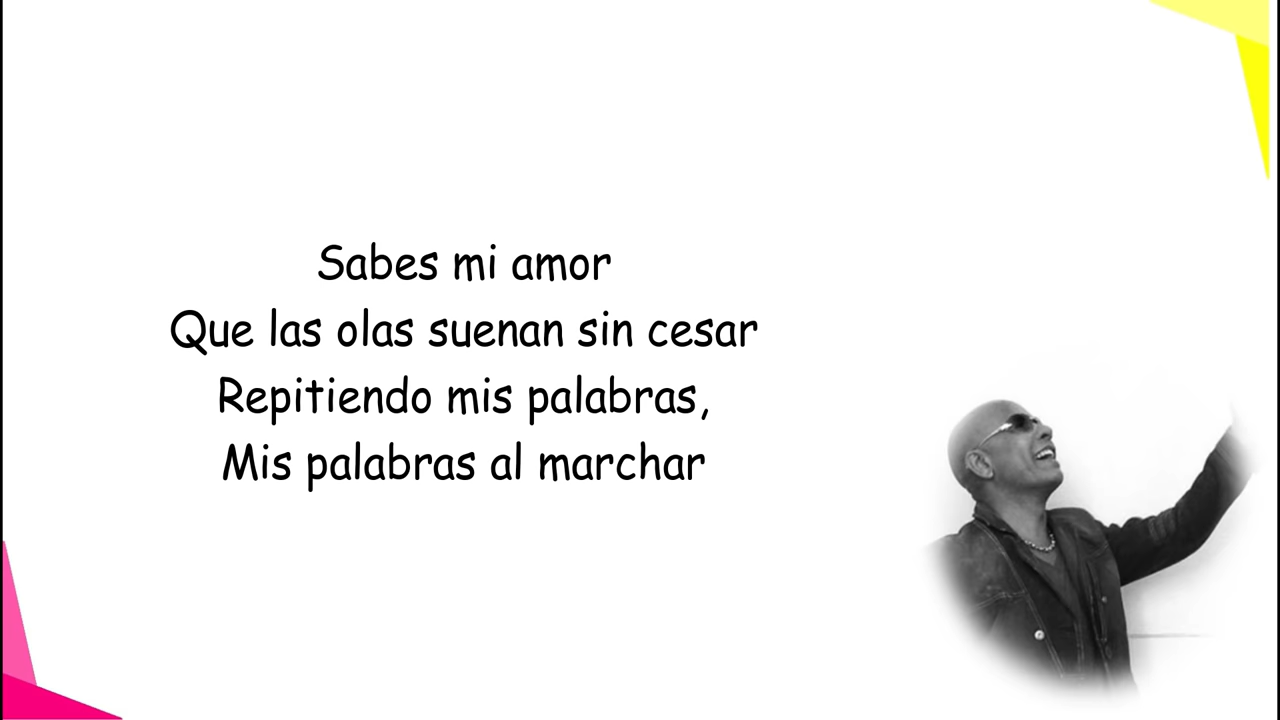 Sabes mi amor
Que las olas suenan sin cesar
Repitiendo mis palabras,
Mis palabras al marchar